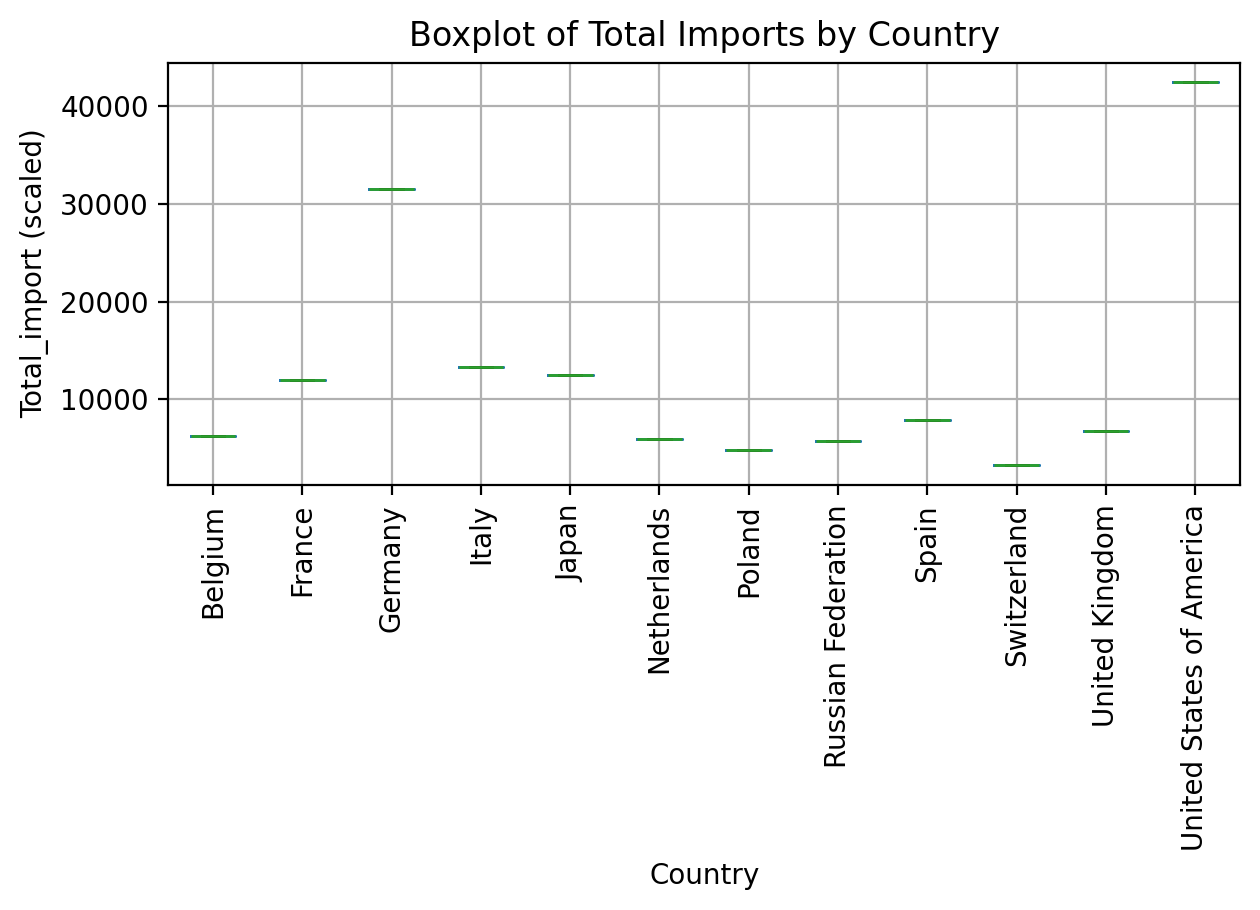 Boxplot of Total Imports by Country
Total_import (scaled)
40000
30000
20000
10000
Belgium
France
Germany
Italy
Japan
Netherlands
Poland
Russian Federation
Spain
Switzerland
United Kingdom
United States of America
Country